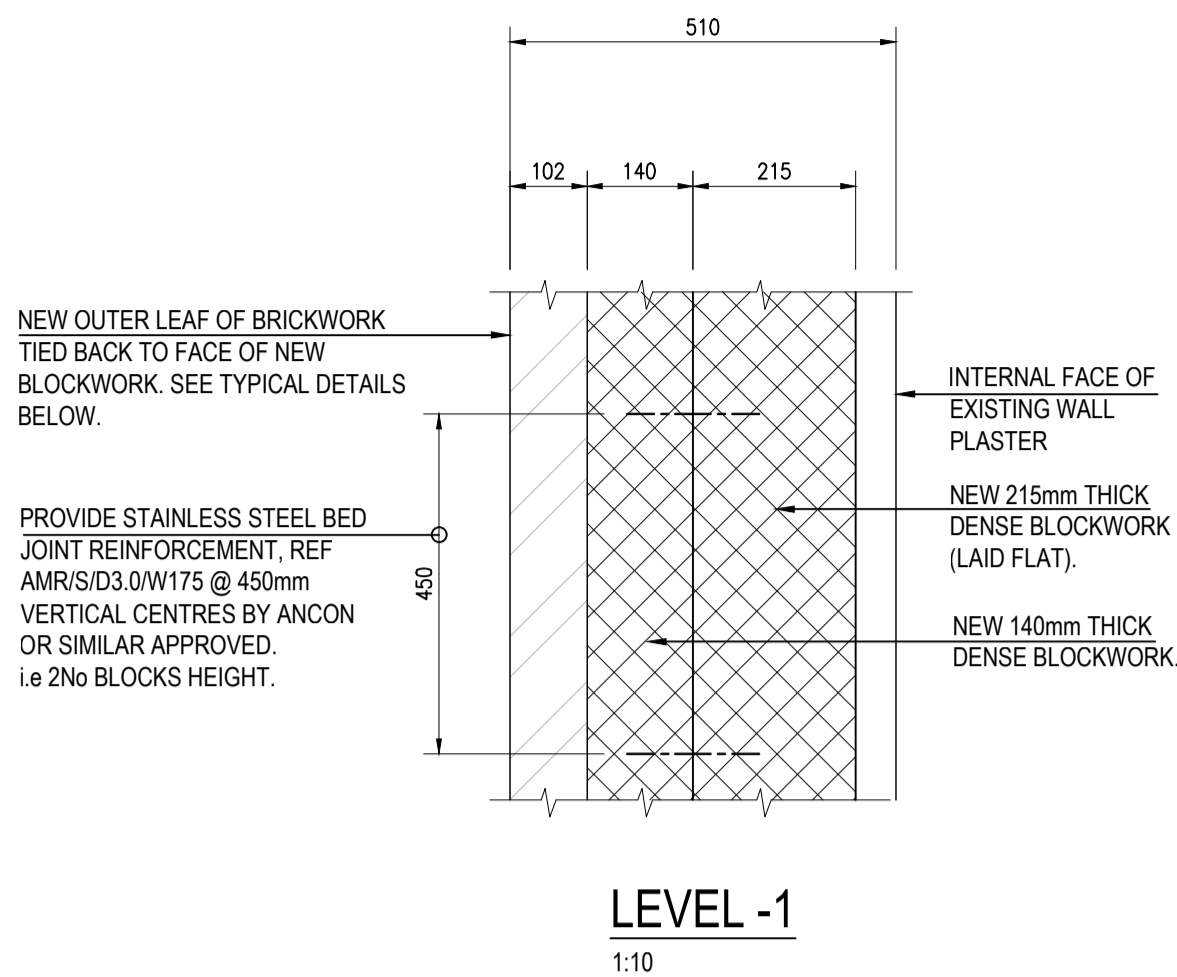 510
102
140
215
NEW OUTER LEAF OF BRICKWORK
TIED BACK TO FACE OF NEW
BLOCKWORK. SEE TYPICAL DETAILS
BELOW.
INTERNAL FACE OF
EXISTING WALL
PLASTER
PROVIDE STAINLESS STEEL BED
JOINT REINFORCEMENT, REF
AMR/S/D3.0/W175 @ 450mm
VERTICAL CENTRES BY ANCON
OR SIMILAR APPROVED.
i.e 2No BLOCKS HEIGHT.
450
NEW 215mm THICK
DENSE BLOCKWORK
(LAID FLAT).
NEW 140mm THICK
DENSE BLOCKWORK.
LEVEL -1
1:10